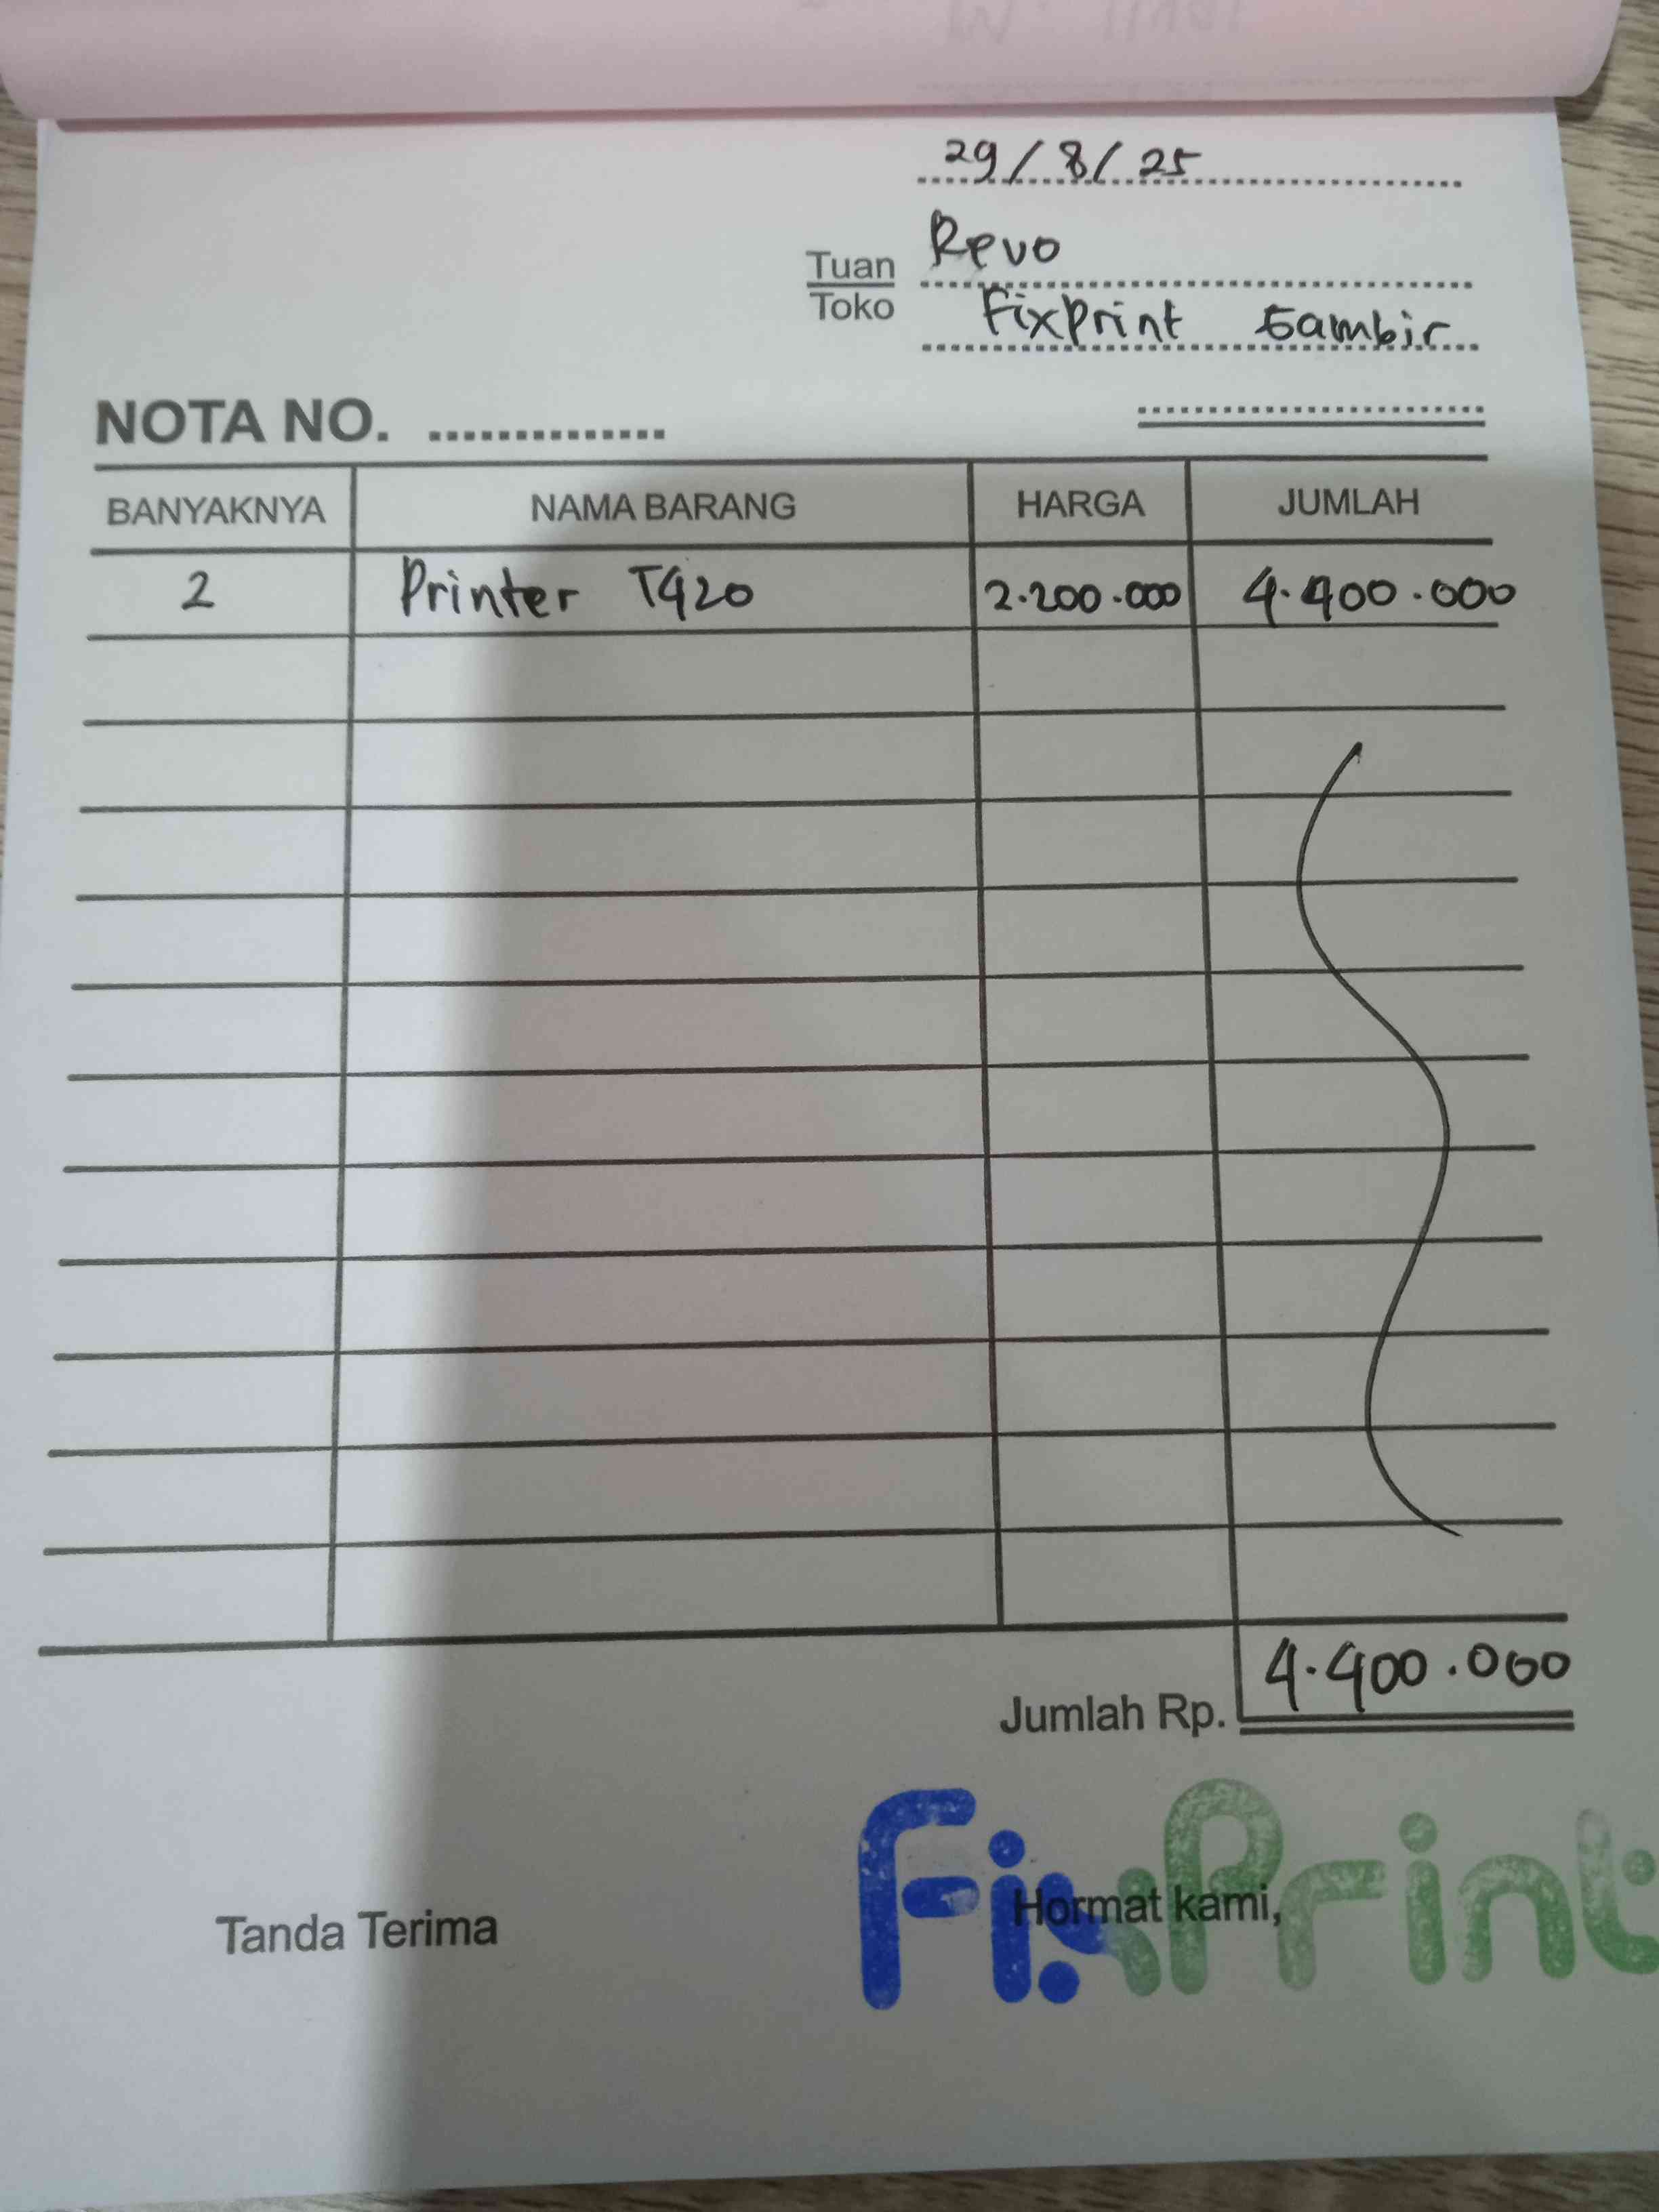 29/8/25
Tuan Revo
Toko Fixprint Gambir
NOTA NO. ..............
BANYAKNYA NAMA BARANG HARGA JUMLAH
2 Printer T420 2.200.000 4.400.000
Jumlah Rp. 4.400.000
FixPrint
Tanda Terima Hormat kami,